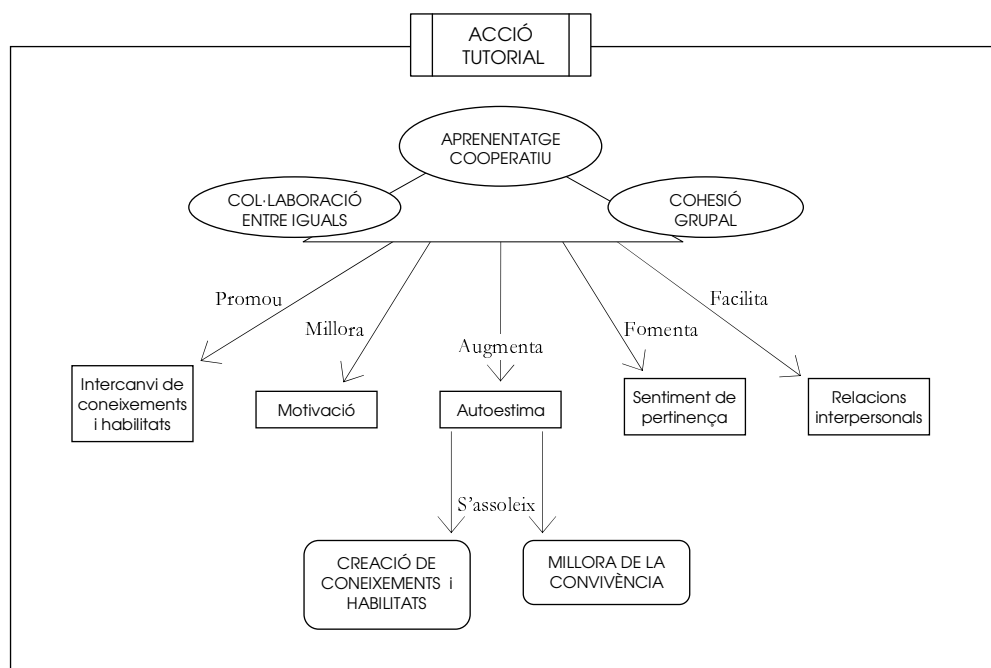 ACCIÓ
TUTORIAL
APRENENTATGE
COOPERATIU
COL·LABORACIÓ
ENTRE IGUALS
COHESIÓ
GRUPAL
Promou
Millora
Augmenta
Fomenta
Facilita
Intercanvi de
coneixements
i habilitats
Motivació
Autoestima
Sentiment de
pertinença
Relacions
interpersonals
S'assoleix
CREACIÓ DE
CONEIXEMENTS i
HABILITATS
MILLORA DE LA
CONVIVÈNCIA